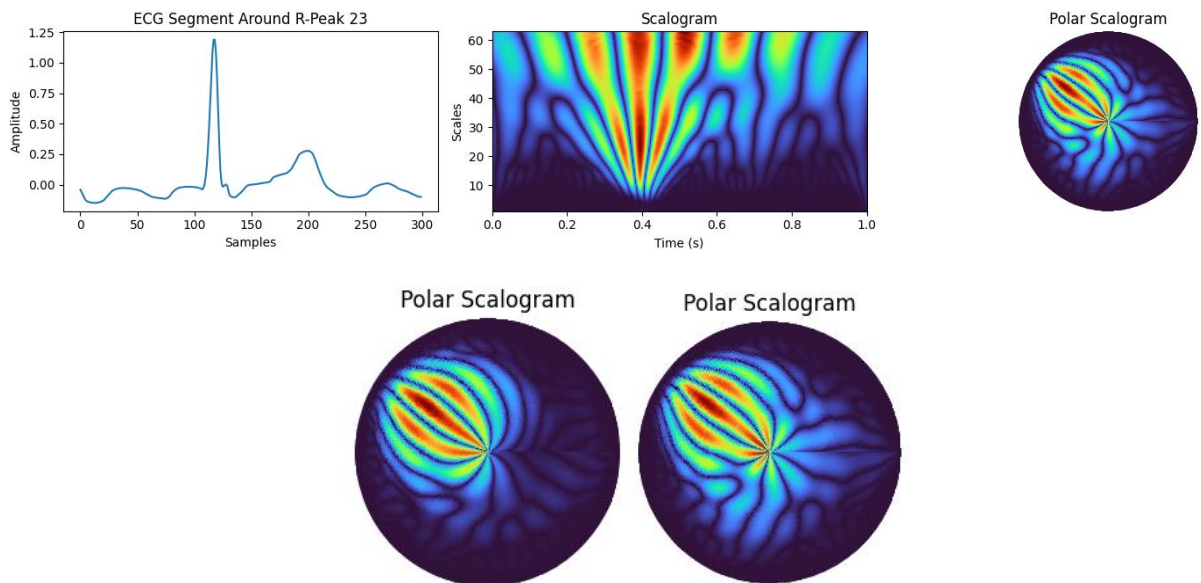 ECG Segment Around R-Peak 23
1.25
1.00
0.75
0.50
0.25
0.00
Amplitude
0 50 100 150 200 250 300
Samples
Scalogram
60
50
40
30
20
10
Scales
0.0 0.2 0.4 0.6 0.8 1.0
Time (s)
Polar Scalogram
Polar Scalogram
Polar Scalogram